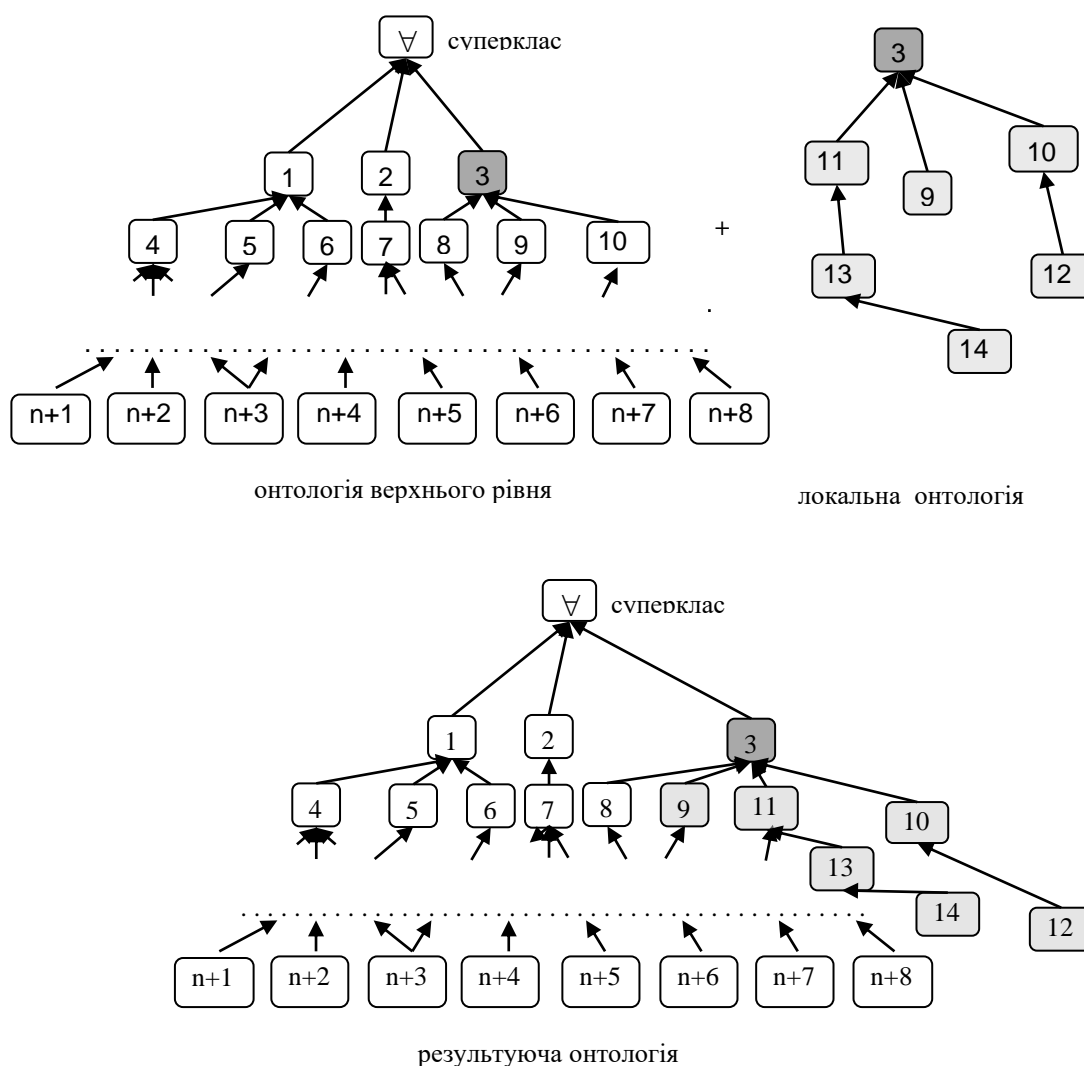 ∀ суперклас
3
1 2 3
11 10
9
4 5 6 7 8 9 10
+
13 12
.
14
. . . . . . . . . . . . . . . . . . . . . . . . . . . . . . . . . .
n+1 n+2 n+3 n+4 n+5 n+6 n+7 n+8
онтологія верхнього рівня
локальна онтологія
∀ суперклас
1 2 3
4 5 6 7 8 9 11 10
13
14 12
. . . . . . . . . . . . . . . . . . . . . . . . . . . . . . . . . .
n+1 n+2 n+3 n+4 n+5 n+6 n+7 n+8
результуюча онтологія